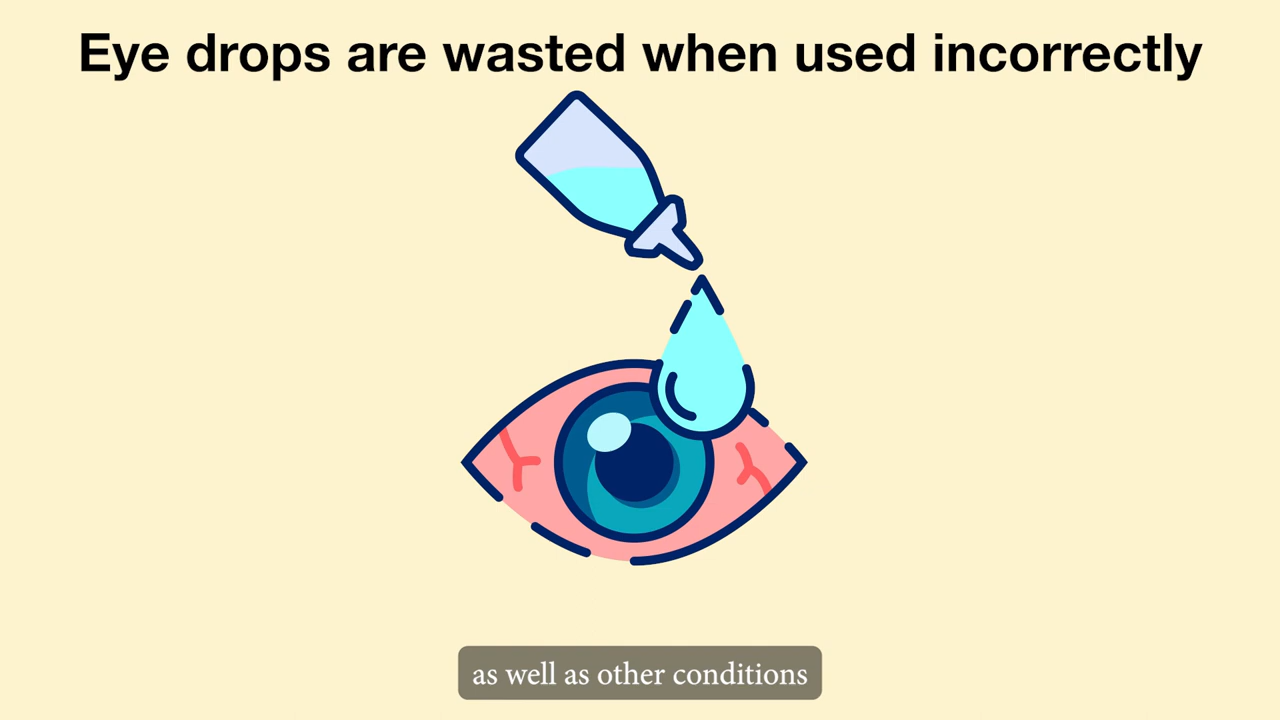 Eye drops are wasted when used incorrectly
as well as other conditions